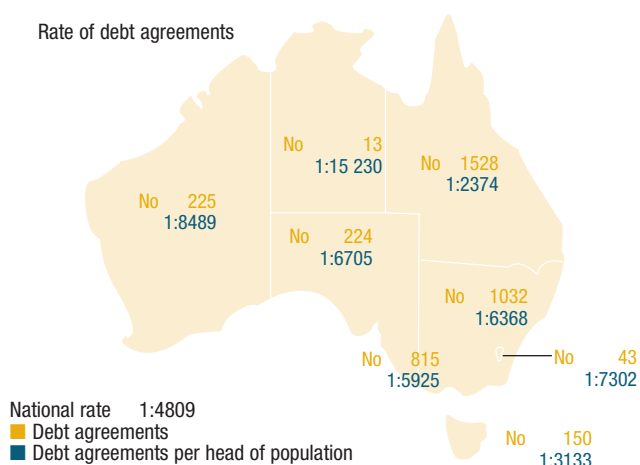 Rate of debt agreements
No 13
1:15 230
No 1528
1:2374
No 225
1:8489
No 224
1:6705
No 1032
1:6368
No 815
1:5925
No 43
1:7302
National rate 1:4809
Debt agreements
Debt agreements per head of population
No 150
1:3133